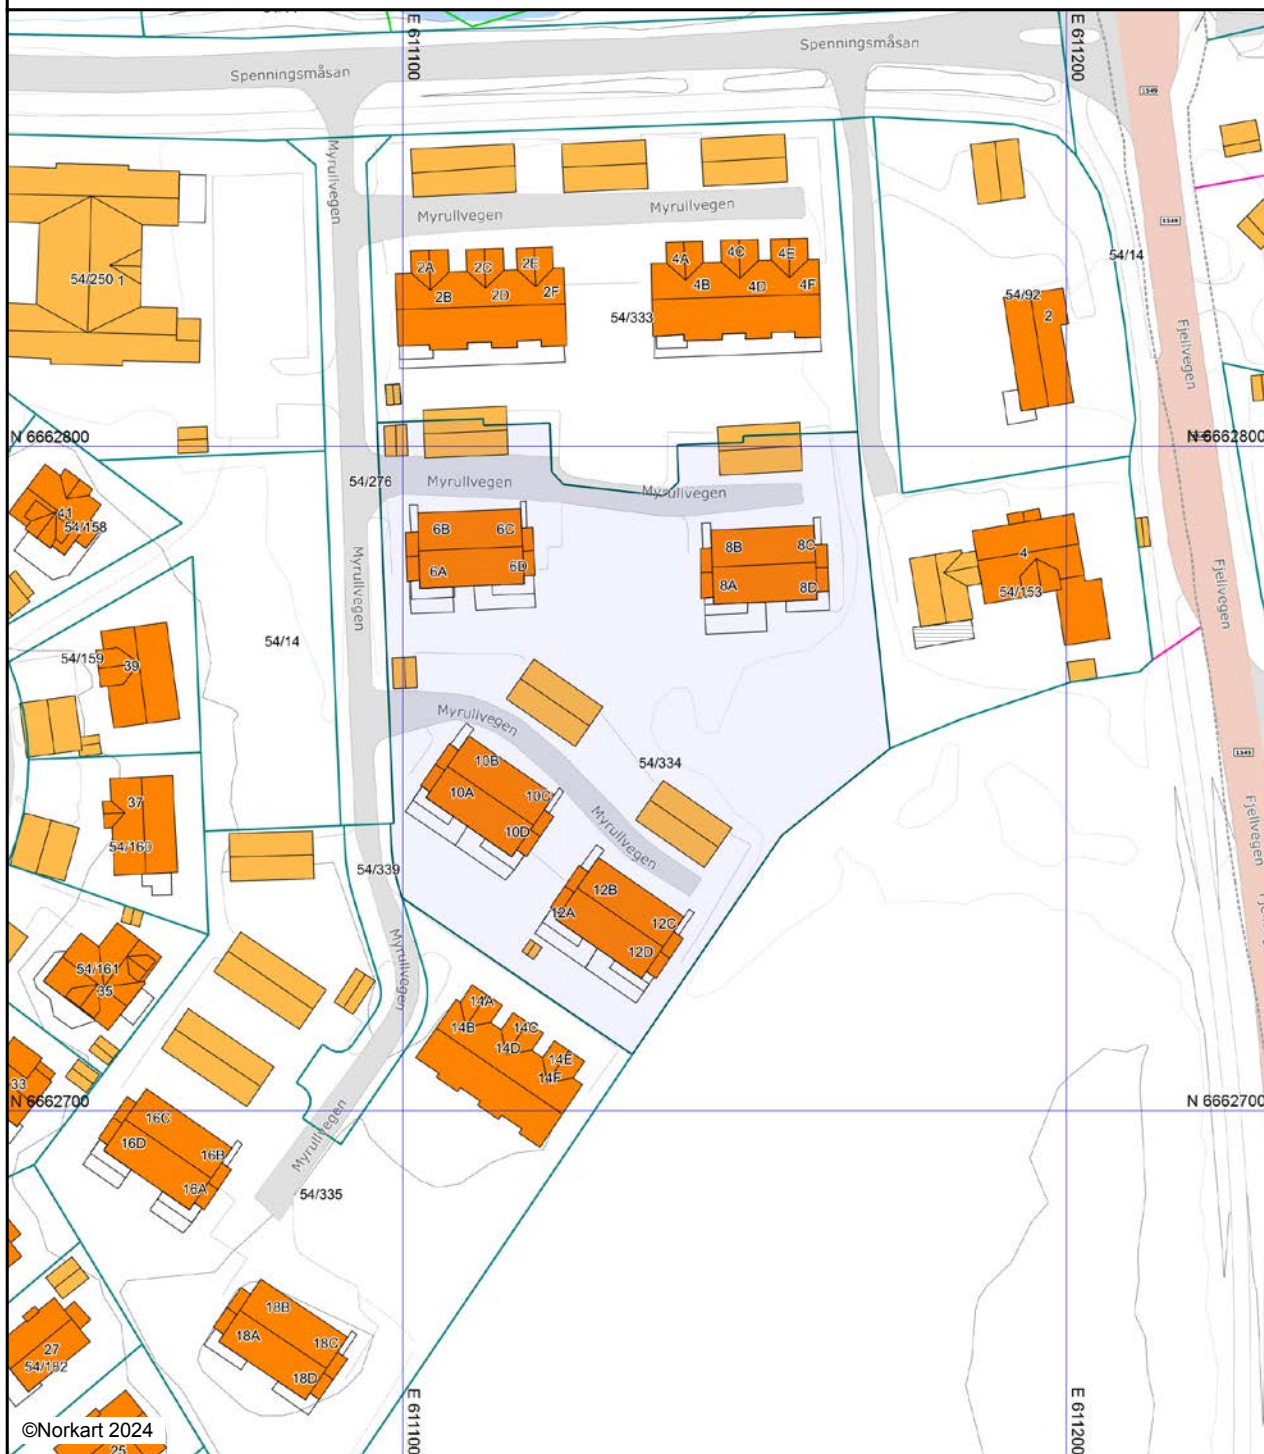 Spenningsmåsan
Spenningsmåsan
E 611100
E 611200
1349
Myrullvegen
Myrullvegen
Myrullvegen
1349
54/14
54/250 1
2A
2C
2E
2B
2D
2F
4A
4C
4E
4B
4D
4F
54/333
54/92
2
Fjellvegen
N 6662800
N 6662800
54/276
Myrullvegen
Myrullvegen
41
54/158
6B
6C
6A
6D
8B
8C
8A
8D
4
54/153
Myrullvegen
Fjellvegen
54/14
54/159
39
Myrullvegen
54/334
10B
10A
10C
10D
1349
37
54/160
Myrullvegen
Fjellvegen
54/339
12B
12A
12C
12D
Myrullvegen
54/161
35
14A
14B
14C
14D
14E
14F
33
N 6662700
N 6662700
16C
16D
16B
16A
Myrullvegen
54/335
18B
18A
18C
18D
27
54/182
E 611100
E 611200
©Norkart 2024
25